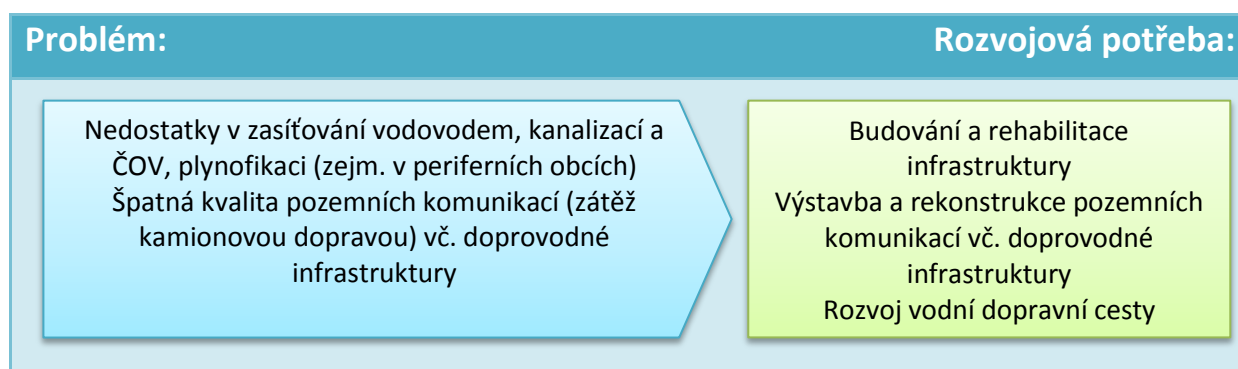 Problém:
Rozvojová potřeba:
Nedostatky v zasíťování vodovodem, kanalizací a
ČOV, plynofikaci (zejm. v periferních obcích)
Špatná kvalita pozemních komunikací (zátěž
kamionovou dopravou) vč. doprovodné
infrastruktury
Budování a rehabilitace
infrastruktury
Výstavba a rekonstrukce pozemních
komunikací vč. doprovodné
infrastruktury
Rozvoj vodní dopravní cesty